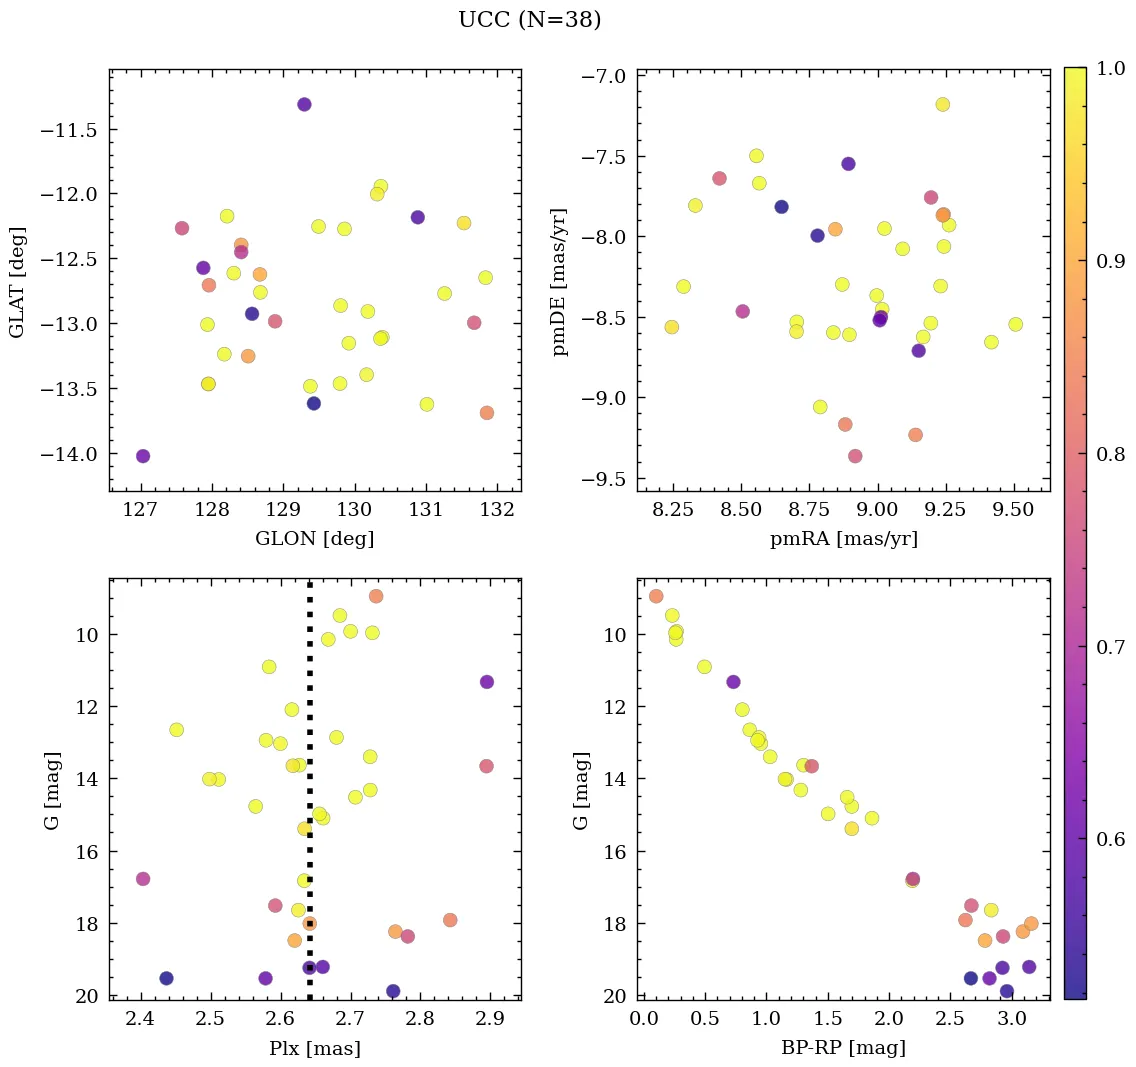 UCC (N=38)
−11.5
−12.0
−12.5
−13.0
−13.5
−14.0
GLAT [deg]
127 128 129 130 131 132
GLON [deg]
−7.0
−7.5
−8.0
−8.5
−9.0
−9.5
pmDE [mas/yr]
8.25 8.50 8.75 9.00 9.25 9.50
pmRA [mas/yr]
10
12
14
16
18
20
G [mag]
2.4 2.5 2.6 2.7 2.8 2.9
Plx [mas]
10
12
14
16
18
20
G [mag]
0.0 0.5 1.0 1.5 2.0 2.5 3.0
BP-RP [mag]
1.0
0.9
0.8
0.7
0.6